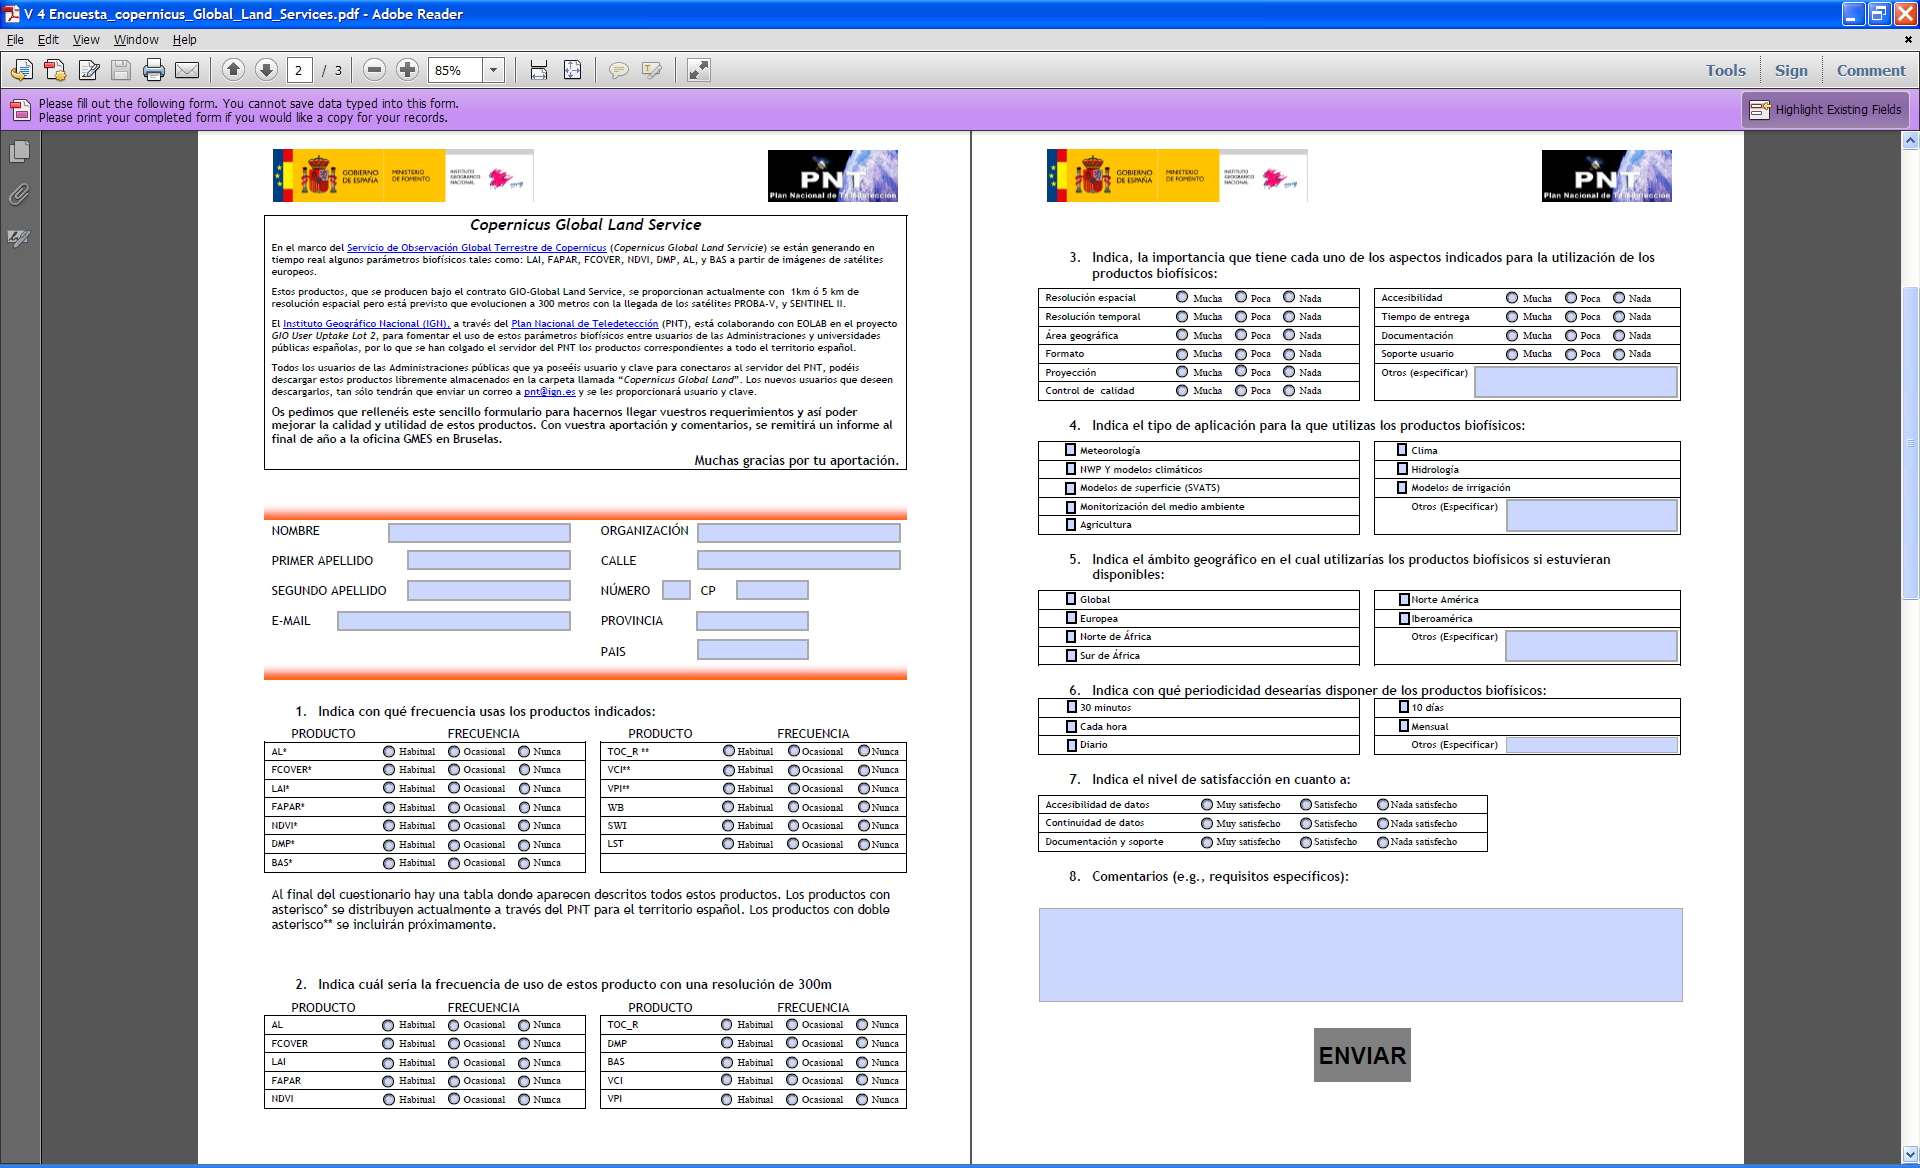 V 4 Encuesta_copernicus_Global_Land_Services.pdf - Adobe Reader
File Edit View Window Help
2 / 3 85% Tools Sign Comment
Please fill out the following form. You cannot save data typed into this form.
Please print your completed form if you would like a copy for your records.
Highlight Existing Fields
GOBIERNO DE ESPAÑA
MINISTERIO DE FOMENTO
INSTITUTO GEOGRÁFICO NACIONAL
PNT
Plan Nacional de Teledetección
Copernicus Global Land Service
En el marco del Servicio de Observación Global Terrestre de Copernicus (Copernicus Global Land Servicie) se están generando en
tiempo real algunos parámetros biofísicos tales como: LAI, FAPAR, FCOVER, NDVI, DMP, AL, y BAS a partir de imágenes de satélites
europeos.
Estos productos, que se producen bajo el contrato GIO-Global Land Service, se proporcionan actualmente con 1km ó 5 km de
resolución espacial pero está previsto que evolucionen a 300 metros con la llegada de los satélites PROBA-V, y SENTINEL II.
El Instituto Geográfico Nacional (IGN), a través del Plan Nacional de Teledetección (PNT), está colaborando con EOLAB en el proyecto
GIO User Uptake Lot 2, para fomentar el uso de estos parámetros biofísicos entre usuarios de las Administraciones y universidades
públicas españolas, por lo que se han colgado el servidor del PNT los productos correspondientes a todo el territorio español.
Todos los usuarios de las Administraciones públicas que ya poseéis usuario y clave para conectaros al servidor del PNT, podéis
descargar estos productos libremente almacenados en la carpeta llamada “Copernicus Global Land”. Los nuevos usuarios que deseen
descargarlos, tan sólo tendrán que enviar un correo a pnt@ign.es y se les proporcionará usuario y clave.
Os pedimos que rellenéis este sencillo formulario para hacernos llegar vuestros requerimientos y así poder
mejorar la calidad y utilidad de estos productos. Con vuestra aportación y comentarios, se remitirá un informe al
final de año a la oficina GMES en Bruselas.
Muchas gracias por tu aportación.
NOMBRE ORGANIZACIÓN
PRIMER APELLIDO CALLE
SEGUNDO APELLIDO NÚMERO CP
E-MAIL PROVINCIA
PAIS
1. Indica con qué frecuencia usas los productos indicados:
PRODUCTO FRECUENCIA PRODUCTO FRECUENCIA
AL* Habitual Ocasional Nunca TOC_R ** Habitual Ocasional Nunca
FCOVER* Habitual Ocasional Nunca VCI** Habitual Ocasional Nunca
LAI* Habitual Ocasional Nunca VPI** Habitual Ocasional Nunca
FAPAR* Habitual Ocasional Nunca WB Habitual Ocasional Nunca
NDVI* Habitual Ocasional Nunca SWI Habitual Ocasional Nunca
DMP* Habitual Ocasional Nunca LST Habitual Ocasional Nunca
BAS* Habitual Ocasional Nunca
Al final del cuestionario hay una tabla donde aparecen descritos todos estos productos. Los productos con
asterisco* se distribuyen actualmente a través del PNT para el territorio español. Los productos con doble
asterisco** se incluirán próximamente.
2. Indica cuál sería la frecuencia de uso de estos producto con una resolución de 300m
PRODUCTO FRECUENCIA PRODUCTO FRECUENCIA
AL Habitual Ocasional Nunca TOC_R Habitual Ocasional Nunca
FCOVER Habitual Ocasional Nunca DMP Habitual Ocasional Nunca
LAI Habitual Ocasional Nunca BAS Habitual Ocasional Nunca
FAPAR Habitual Ocasional Nunca VCI Habitual Ocasional Nunca
NDVI Habitual Ocasional Nunca VPI Habitual Ocasional Nunca
GOBIERNO DE ESPAÑA
MINISTERIO DE FOMENTO
INSTITUTO GEOGRÁFICO NACIONAL
PNT
Plan Nacional de Teledetección
3. Indica, la importancia que tiene cada uno de los aspectos indicados para la utilización de los
productos biofísicos:
Resolución espacial Mucha Poca Nada Accesibilidad Mucha Poca Nada
Resolución temporal Mucha Poca Nada Tiempo de entrega Mucha Poca Nada
Área geográfica Mucha Poca Nada Documentación Mucha Poca Nada
Formato Mucha Poca Nada Soporte usuario Mucha Poca Nada
Proyección Mucha Poca Nada Otros (especificar)
Control de calidad Mucha Poca Nada
4. Indica el tipo de aplicación para la que utilizas los productos biofísicos:
Meteorología Clima
NWP Y modelos climáticos Hidrología
Modelos de superficie (SVATS) Modelos de irrigación
Monitorización del medio ambiente Otros (Especificar)
Agricultura
5. Indica el ámbito geográfico en el cual utilizarías los productos biofísicos si estuvieran
disponibles:
Global Norte América
Europea Iberoamérica
Norte de África Otros (Especificar)
Sur de África
6. Indica con qué periodicidad desearías disponer de los productos biofísicos:
30 minutos 10 días
Cada hora Mensual
Diario Otros (Especificar)
7. Indica el nivel de satisfacción en cuanto a:
Accesibilidad de datos Muy satisfecho Satisfecho Nada satisfecho
Continuidad de datos Muy satisfecho Satisfecho Nada satisfecho
Documentación y soporte Muy satisfecho Satisfecho Nada satisfecho
8. Comentarios (e.g., requisitos específicos):
ENVIAR